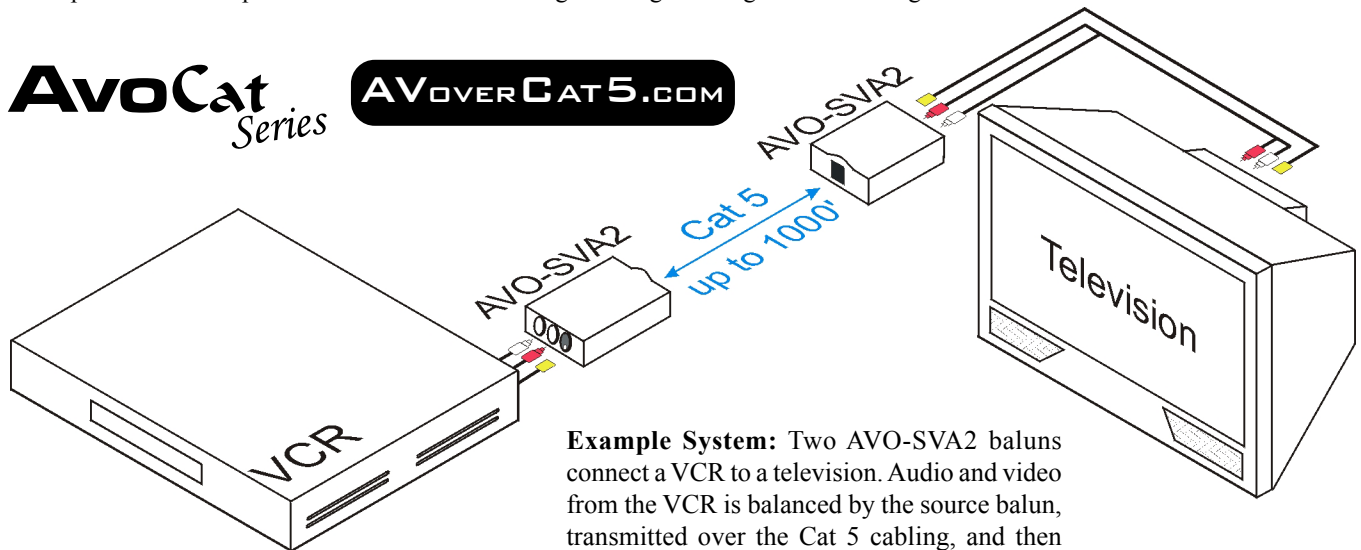 AvoCat
Series
AVOVERCAT5.COM
AVO-SVA2
Cat 5
up to 1000'
AVO-SVA2
Television
VCR
Example System: Two AVO-SVA2 baluns
connect a VCR to a television. Audio and video
from the VCR is balanced by the source balun,
transmitted over the Cat 5 cabling, and then